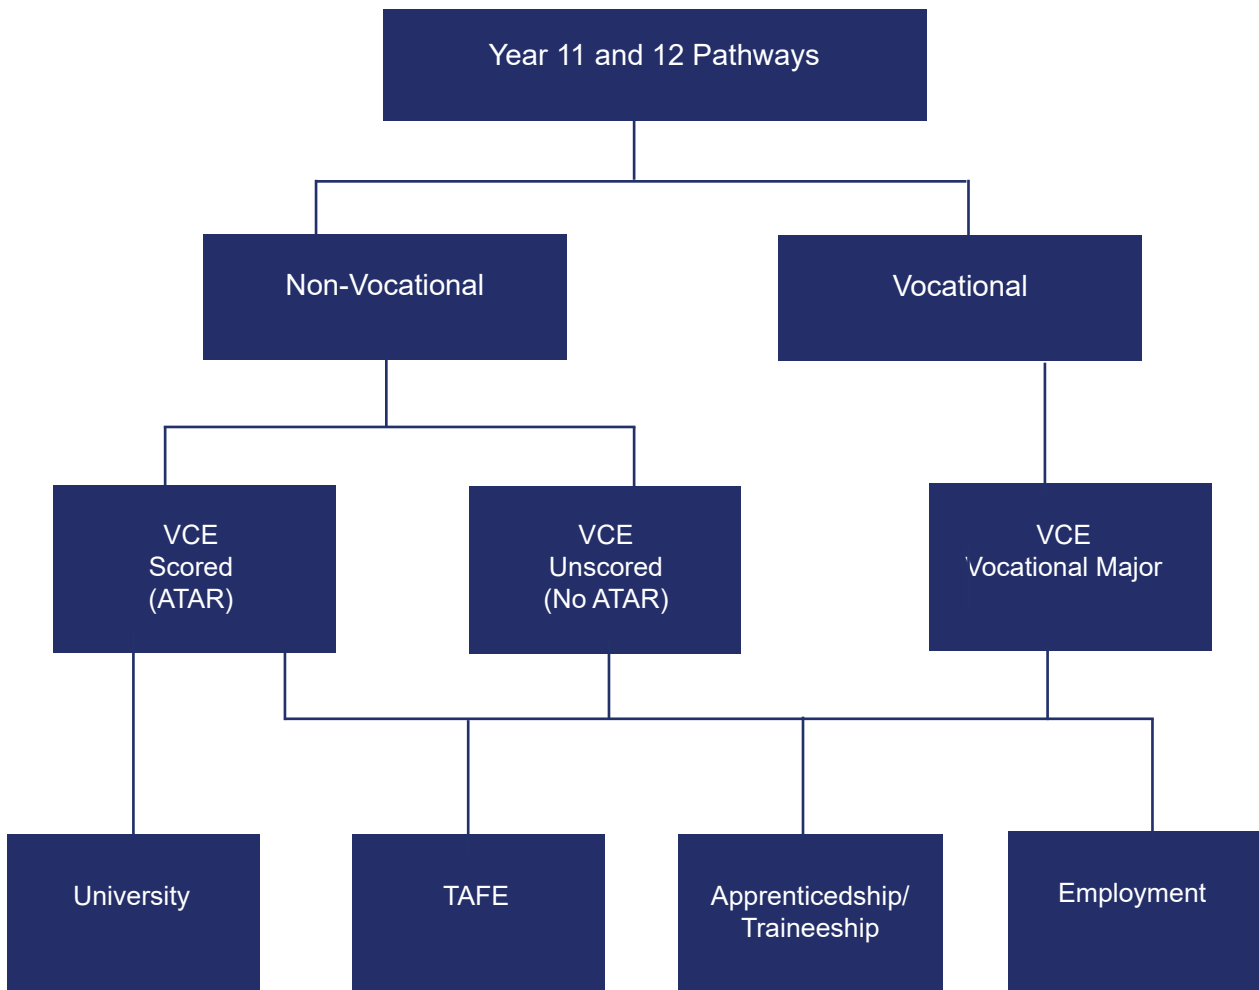 Year 11 and 12 Pathways
Non-Vocational
Vocational
VCE
Scored
(ATAR)
VCE
Unscored
(No ATAR)
VCE
Vocational Major
University
TAFE
Apprenticedship/
Traineeship
Employment